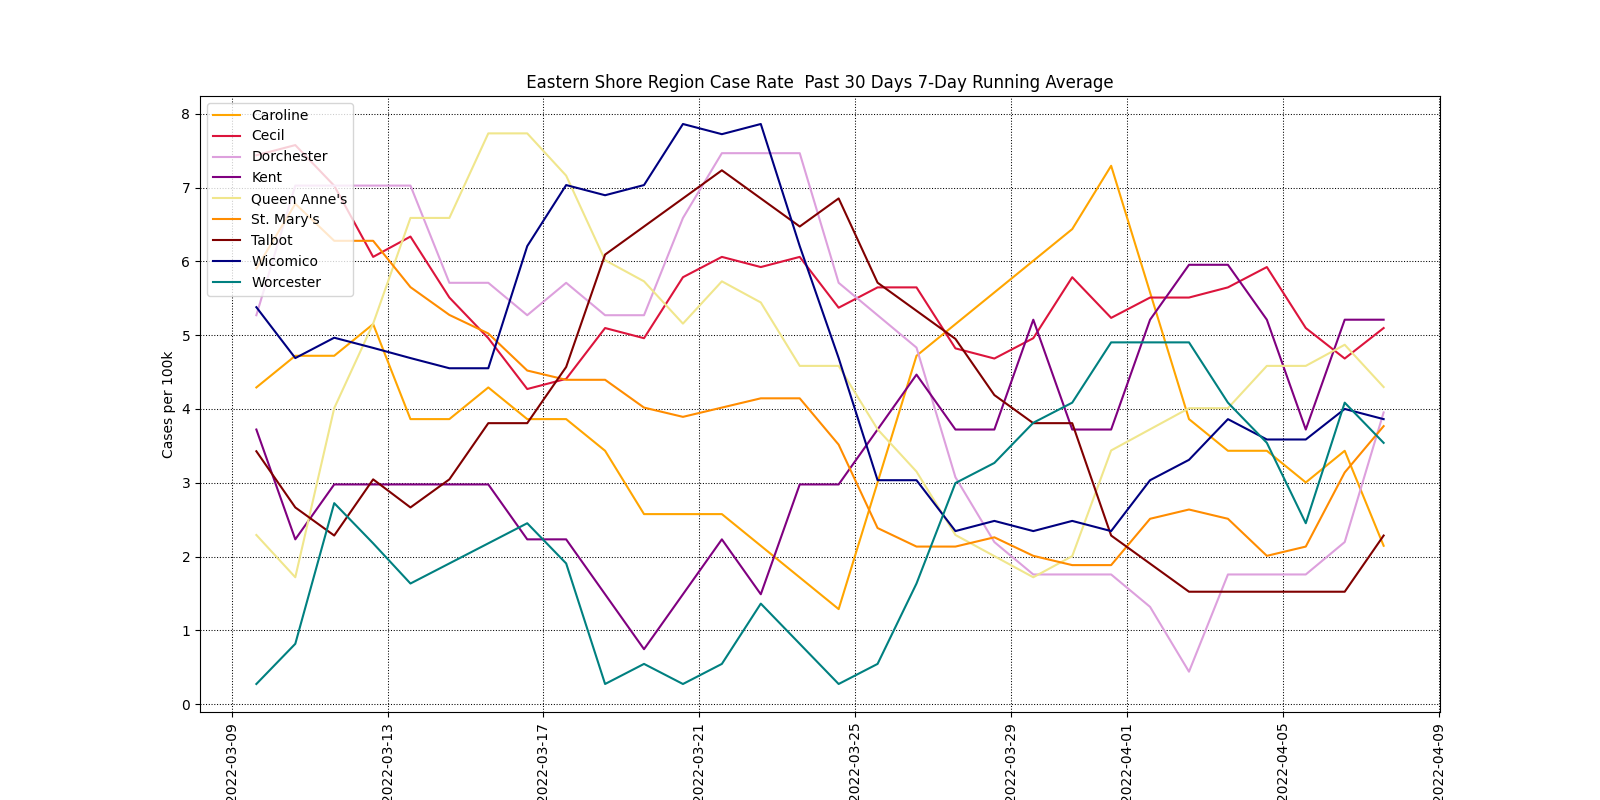 Eastern Shore Region Case Rate  Past 30 Days 7-Day Running Average
Cases per 100k
8
7
6
5
4
3
2
1
0
Caroline
Cecil
Dorchester
Kent
Queen Anne's
St. Mary's
Talbot
Wicomico
Worcester
2022-03-09
2022-03-13
2022-03-17
2022-03-21
2022-03-25
2022-03-29
2022-04-01
2022-04-05
2022-04-09